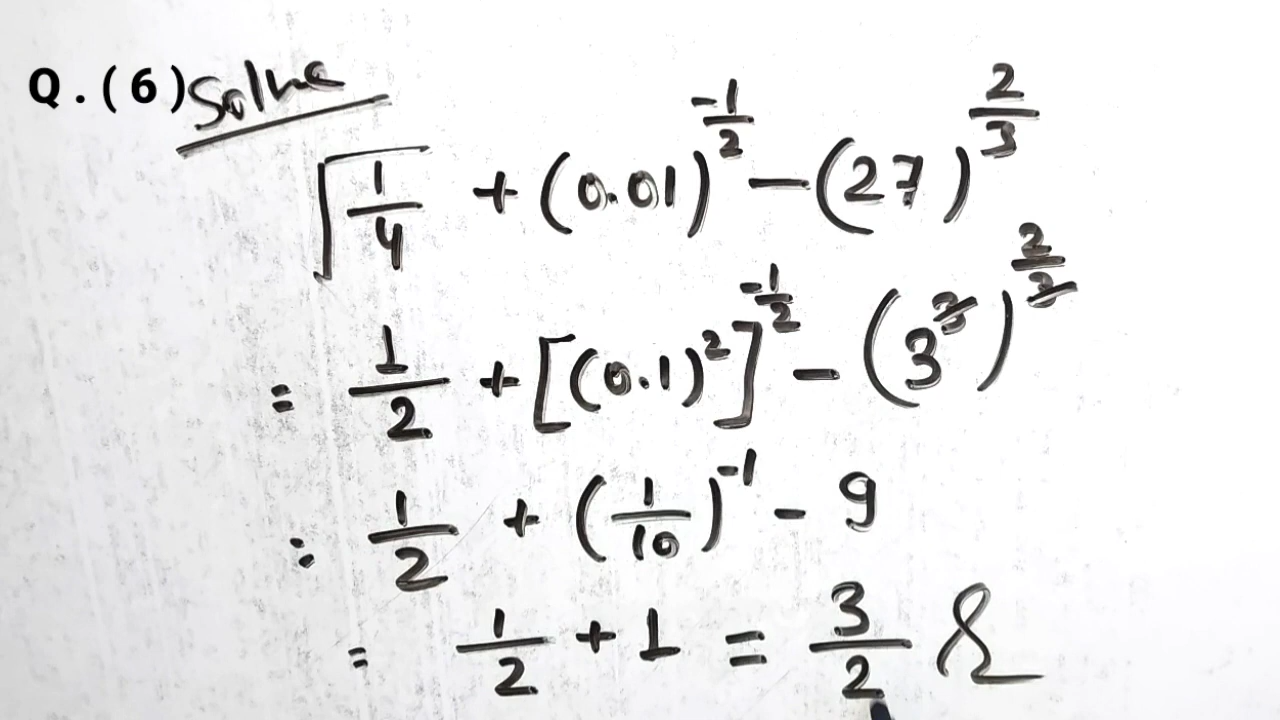 Q.(6) Solve
√(1/4) + (0.01)^(-1/2) - (27)^(2/3)
= 1/2 + [(0.1)^2]^(-1/2) - (3^3)^(2/3)
= 1/2 + (1/10)^-1 - 9
= 1/2 + 1 = 3/2